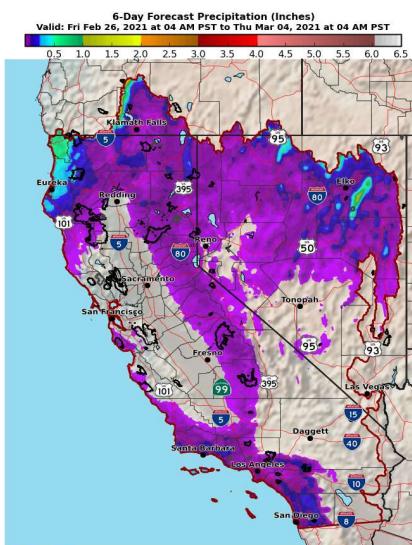 6-Day Forecast Precipitation (Inches)
Valid: Fri Feb 26, 2021 at 04 AM PST to Thu Mar 04, 2021 at 04 AM PST
0.5 1.0 1.5 2.0 2.5 3.0 3.5 4.0 4.5 5.0 5.5 6.0 6.5
Klamath Falls
5
95
93
Eureka
Redding
395
80
Elko
101
5
Reno
80
50
Sacramento
Tonopah
San Francisco
95
93
Fresno
101
99
395
Las Vegas
5
15
Daggett
40
Santa Barbara
Los Angeles
10
San Diego
8